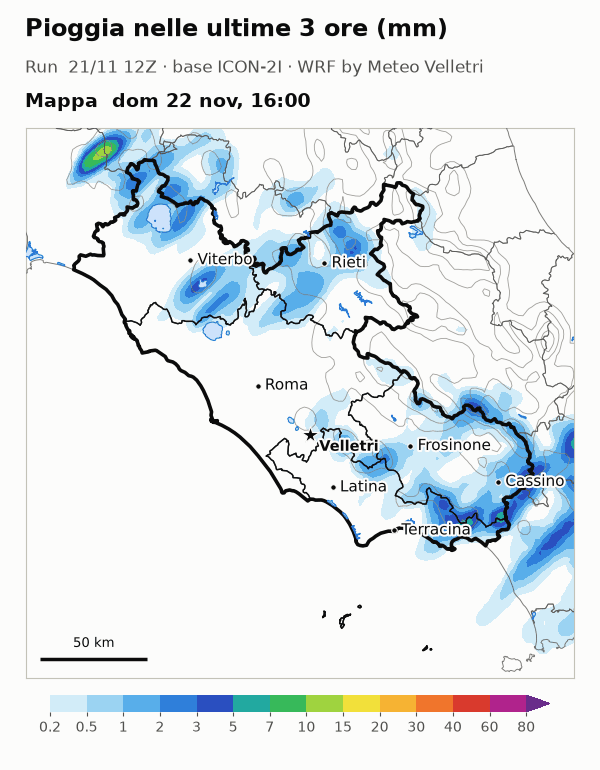 Pioggia nelle ultime 3 ore (mm)
Run  21/11 12Z · base ICON-2I · WRF by Meteo Velletri
Mappa  dom 22 nov, 16:00
Viterbo
Rieti
Roma
Velletri
Frosinone
Latina
Cassino
Terracina
50 km
0.2 0.5 1 2 3 5 7 10 15 20 30 40 60 80